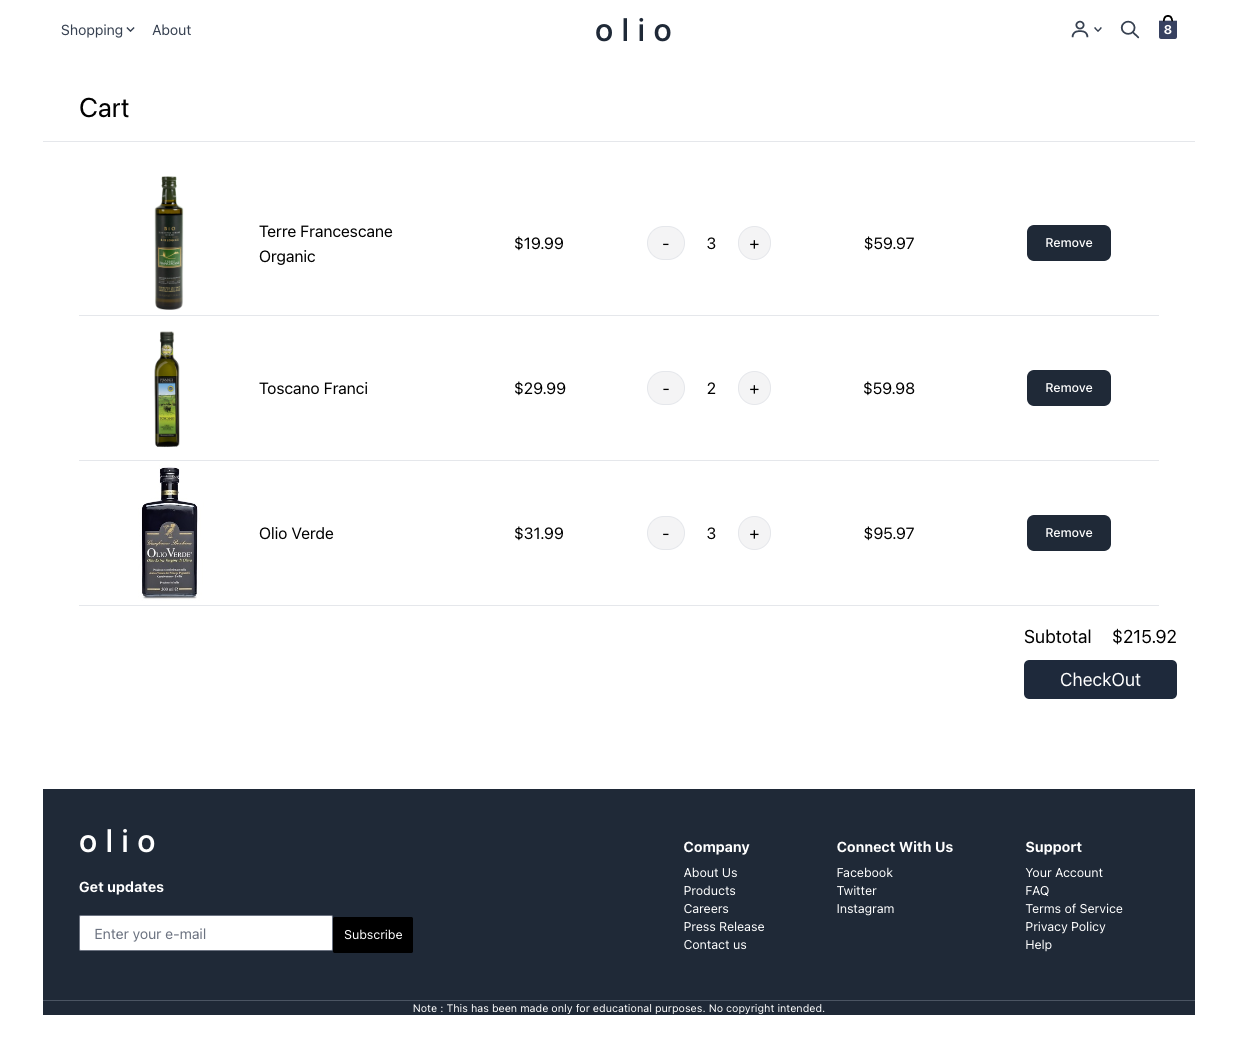 Shopping About
olio
8
Cart
Terre Francescane
Organic
$19.99
- 3 +
$59.97
Remove
Toscano Franci
$29.99
- 2 +
$59.98
Remove
OLIO VERDE
Olio Verde
$31.99
- 3 +
$95.97
Remove
Subtotal $215.92
CheckOut
olio
Get updates
Enter your e-mail
Subscribe
Company
About Us
Products
Careers
Press Release
Contact us
Connect With Us
Facebook
Twitter
Instagram
Support
Your Account
FAQ
Terms of Service
Privacy Policy
Help
Note : This has been made only for educational purposes. No copyright intended.